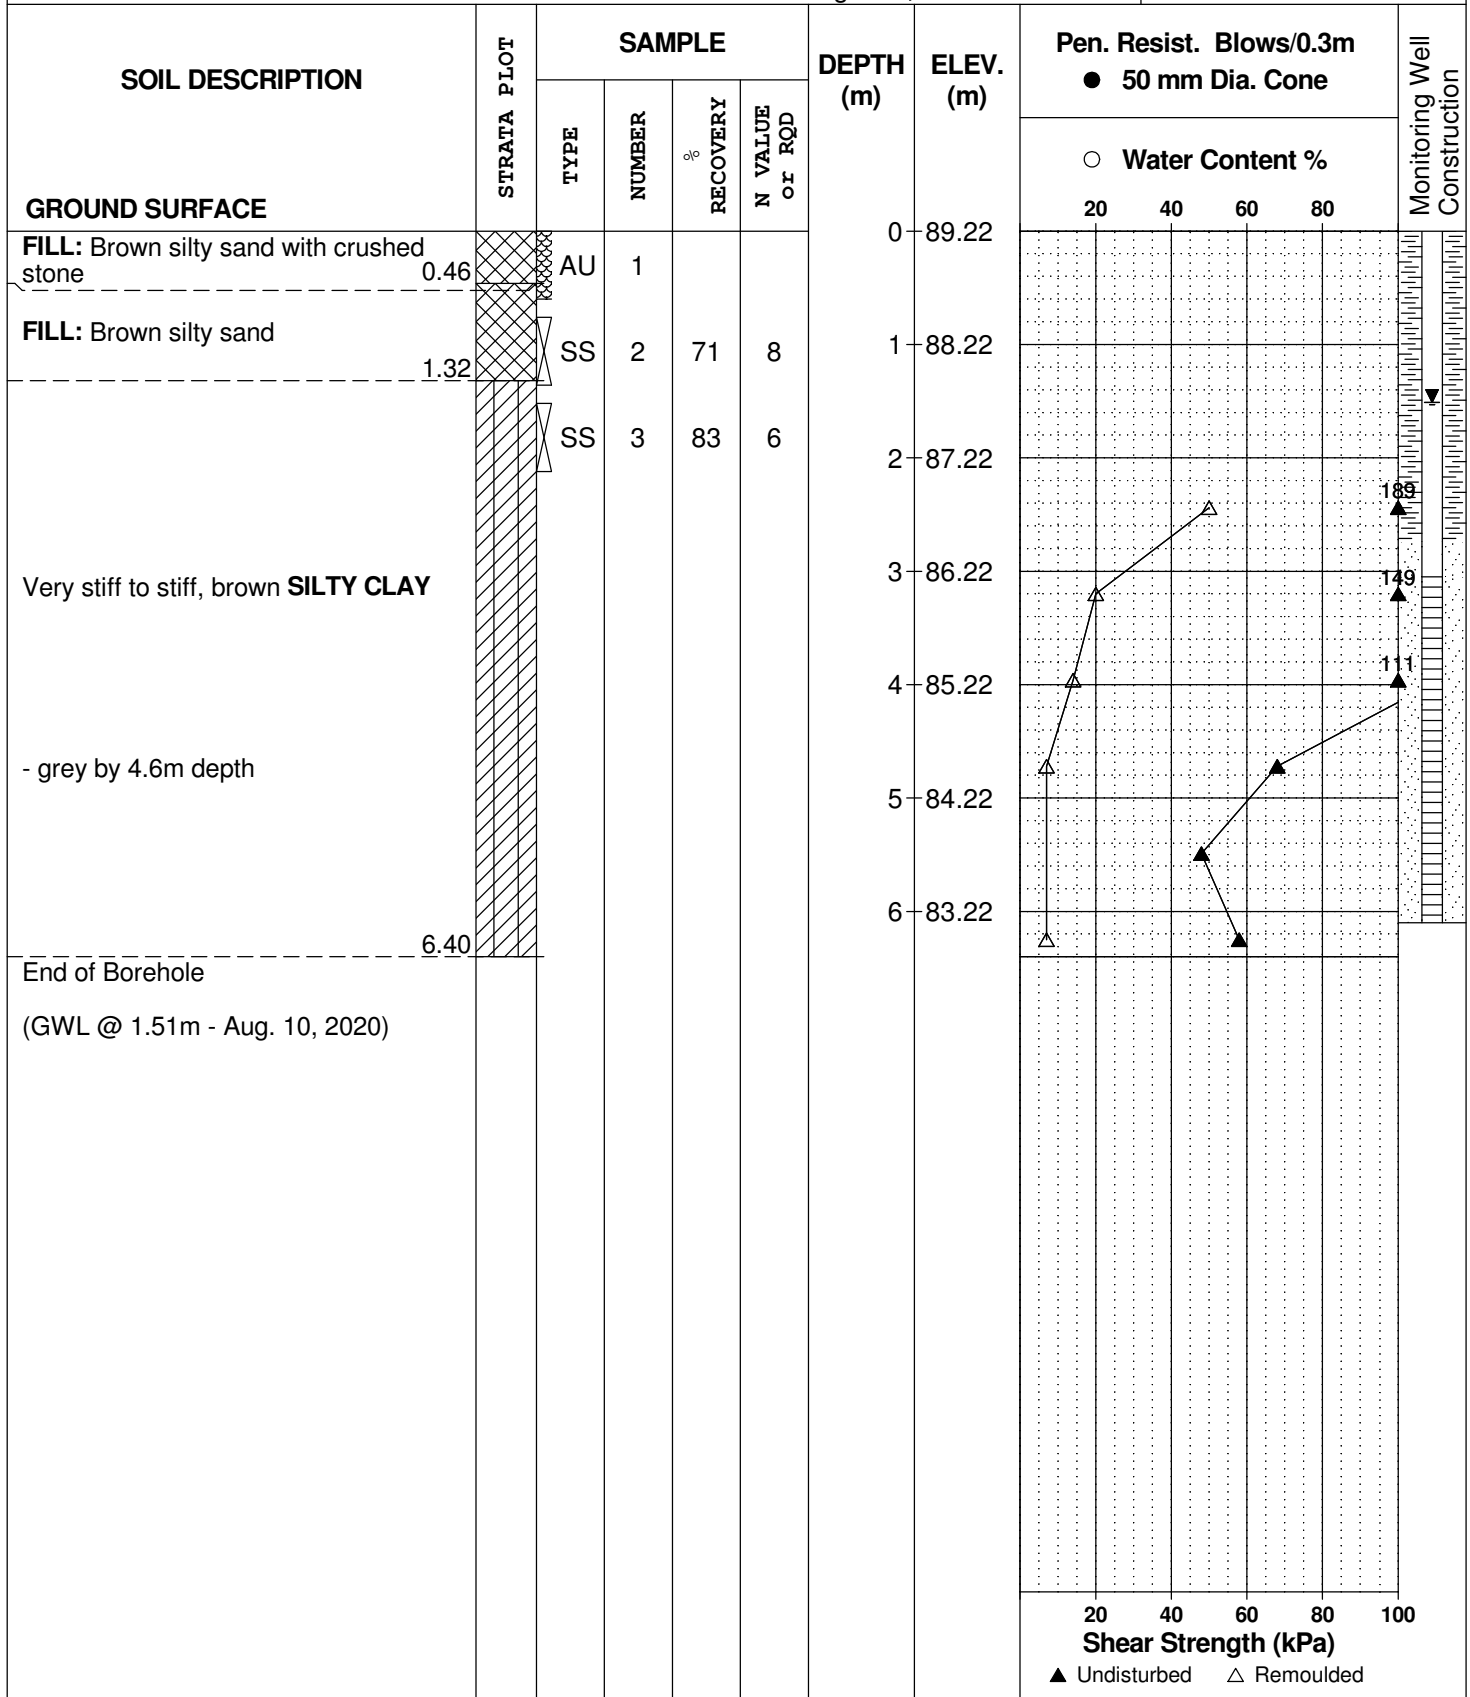 SOIL DESCRIPTION
GROUND SURFACE
STRATA PLOT
SAMPLE
TYPE
NUMBER
%
RECOVERY
N VALUE
or RQD
DEPTH
(m)
ELEV.
(m)
Pen. Resist. Blows/0.3m
● 50 mm Dia. Cone
○ Water Content %
20 40 60 80
Monitoring Well
Construction
FILL: Brown silty sand with crushed
stone 0.46
AU 1
0 89.22
FILL: Brown silty sand
1.32
SS 2 71 8
1 88.22
SS 3 83 6
2 87.22
189
Very stiff to stiff, brown SILTY CLAY
3 86.22
149
111
4 85.22
- grey by 4.6m depth
5 84.22
6 83.22
6.40
End of Borehole
(GWL @ 1.51m - Aug. 10, 2020)
20 40 60 80 100
Shear Strength (kPa)
▲ Undisturbed △ Remoulded